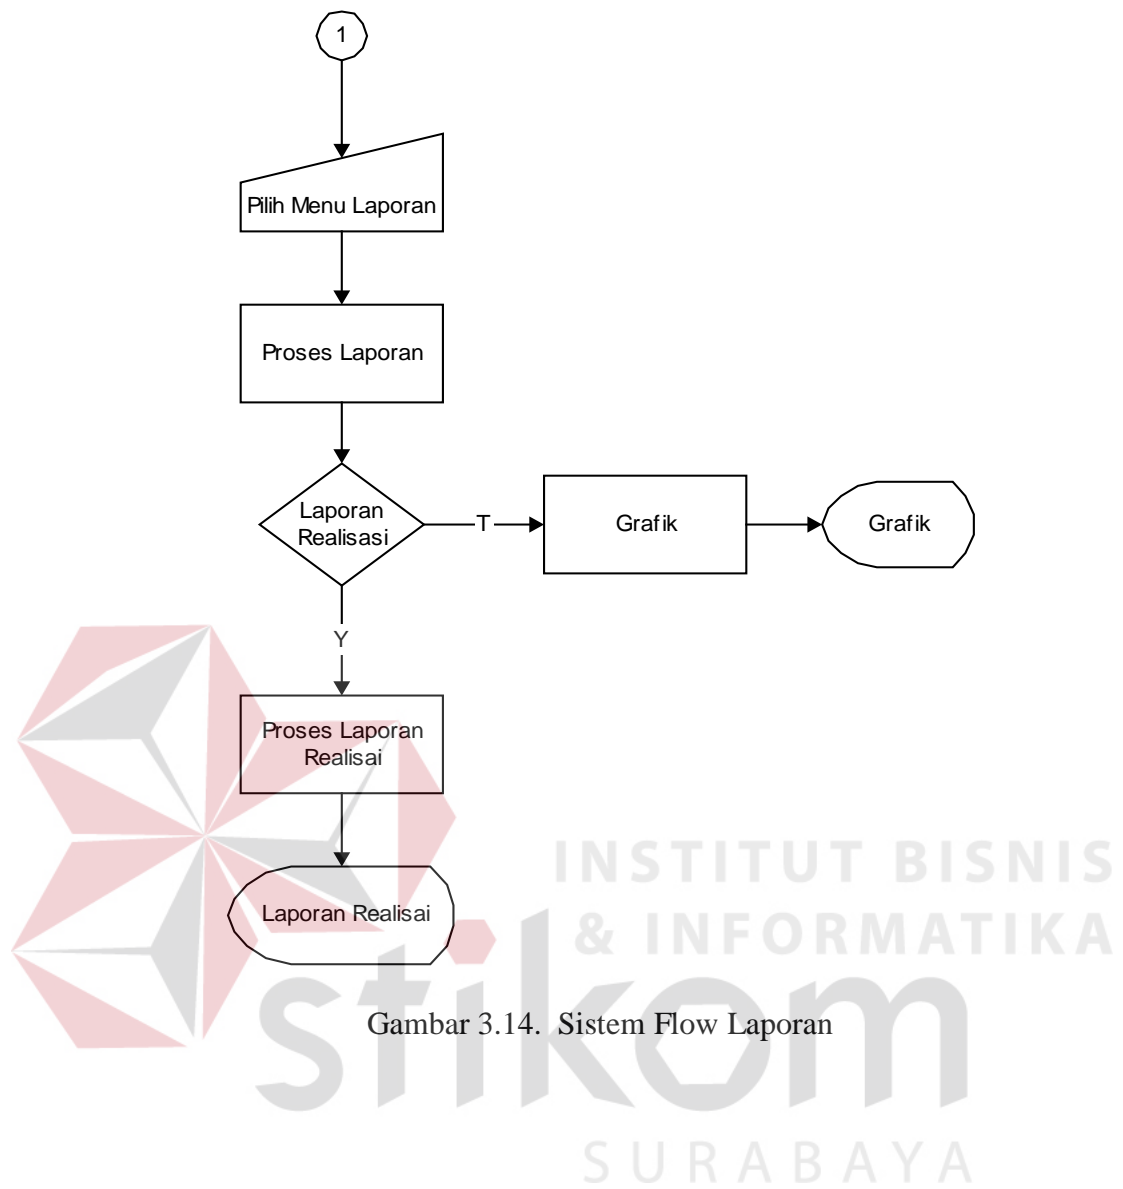 1
Pilih Menu Laporan
Proses Laporan
Laporan
Realisasi
T
Grafik
Grafik
Y
Proses Laporan
Realisai
Laporan Realisai
INSTITUT BISNIS
& INFORMATIKA
stikom
SURABAYA
Gambar 3.14. Sistem Flow Laporan